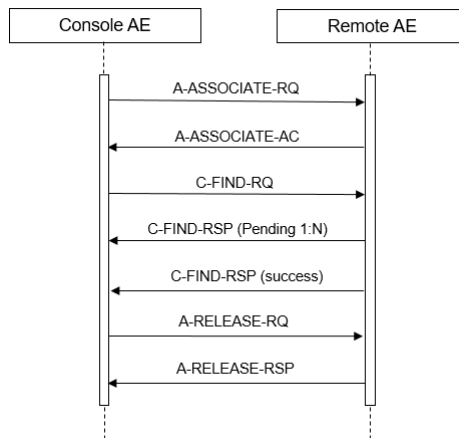 Console AE
Remote AE
A-ASSOCIATE-RQ
A-ASSOCIATE-AC
C-FIND-RQ
C-FIND-RSP (Pending 1:N)
C-FIND-RSP (success)
A-RELEASE-RQ
A-RELEASE-RSP